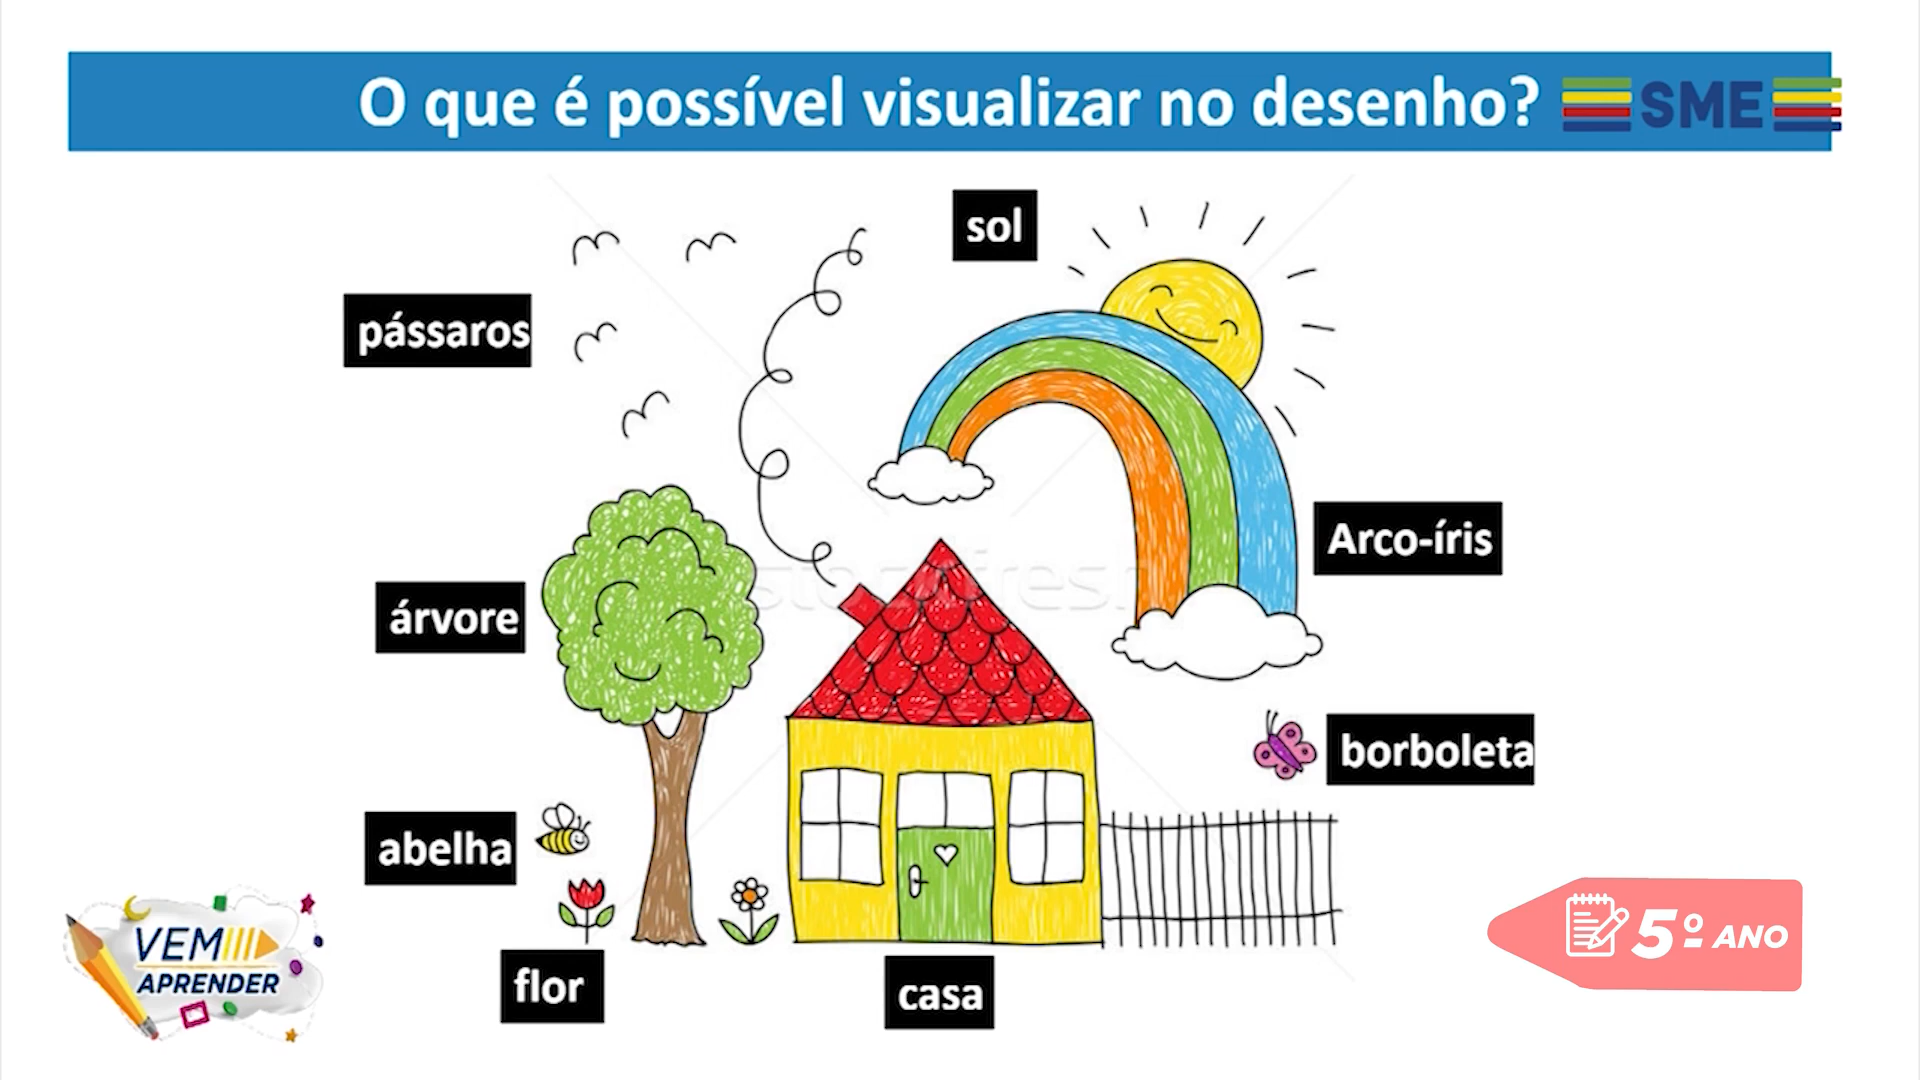 O que é possível visualizar no desenho?
SME
sol
pássaros
Arco-íris
árvore
borboleta
abelha
VEM
APRENDER
5º ANO
flor
casa